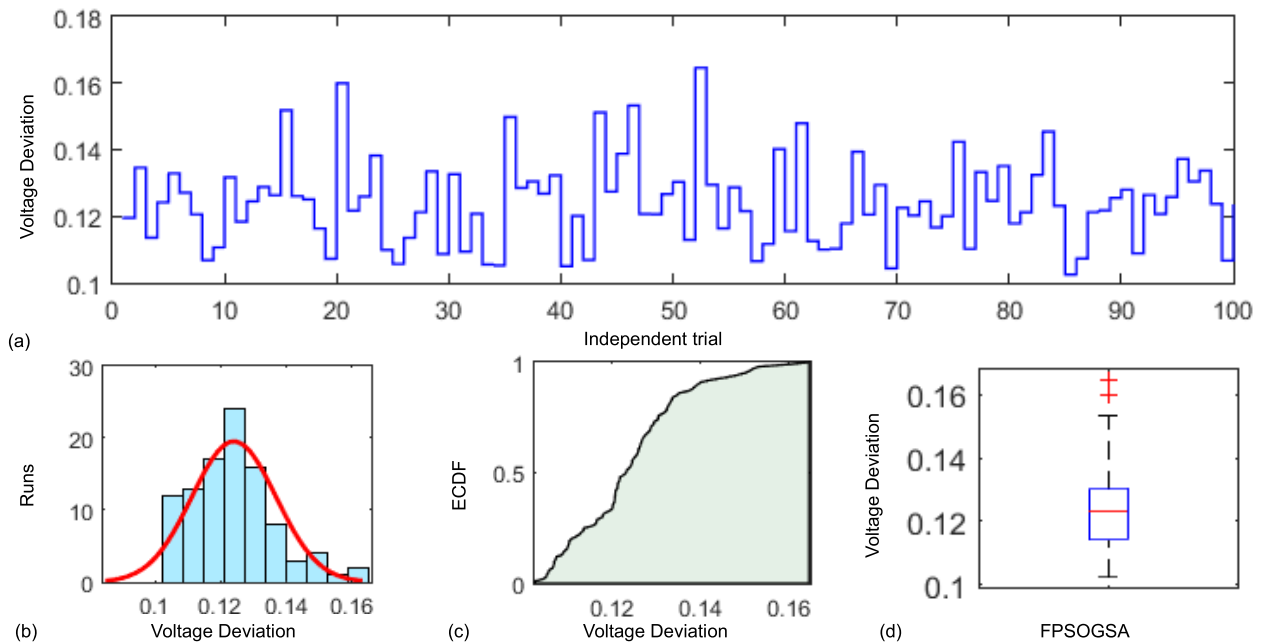 0.18
0.16
0.14
0.12
0.1
Voltage Deviation
0 10 20 30 40 50 60 70 80 90 100
Independent trial
(a)
30
20
10
0
Runs
0.1 0.12 0.14 0.16
(b) Voltage Deviation
1
0.5
0
ECDF
0.12 0.14 0.16
(c) Voltage Deviation
0.16
0.14
0.12
0.1
Voltage Deviation
(d) FPSOGSA